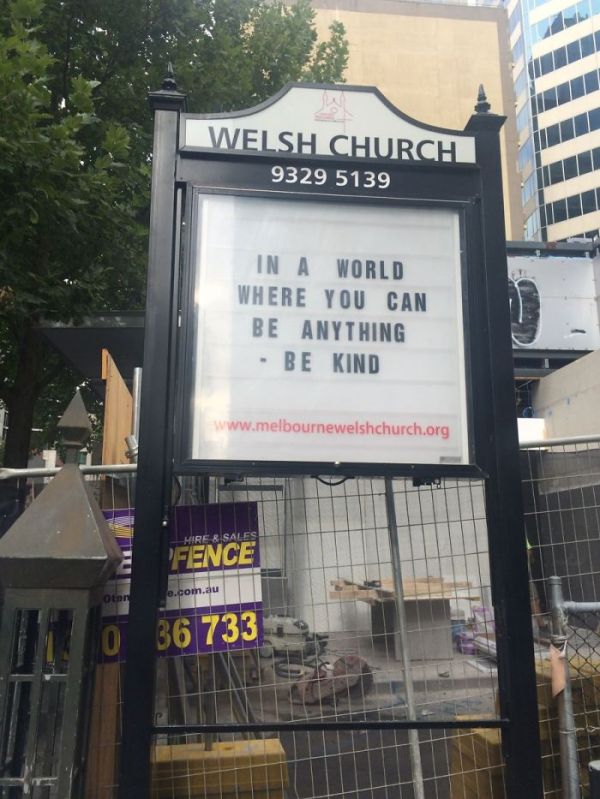 WELSH CHURCH
9329 5139
IN A WORLD
WHERE YOU CAN
BE ANYTHING
- BE KIND
www.melbournewelshchurch.org
HIRE & SALES
FENCE
.com.au
36 733